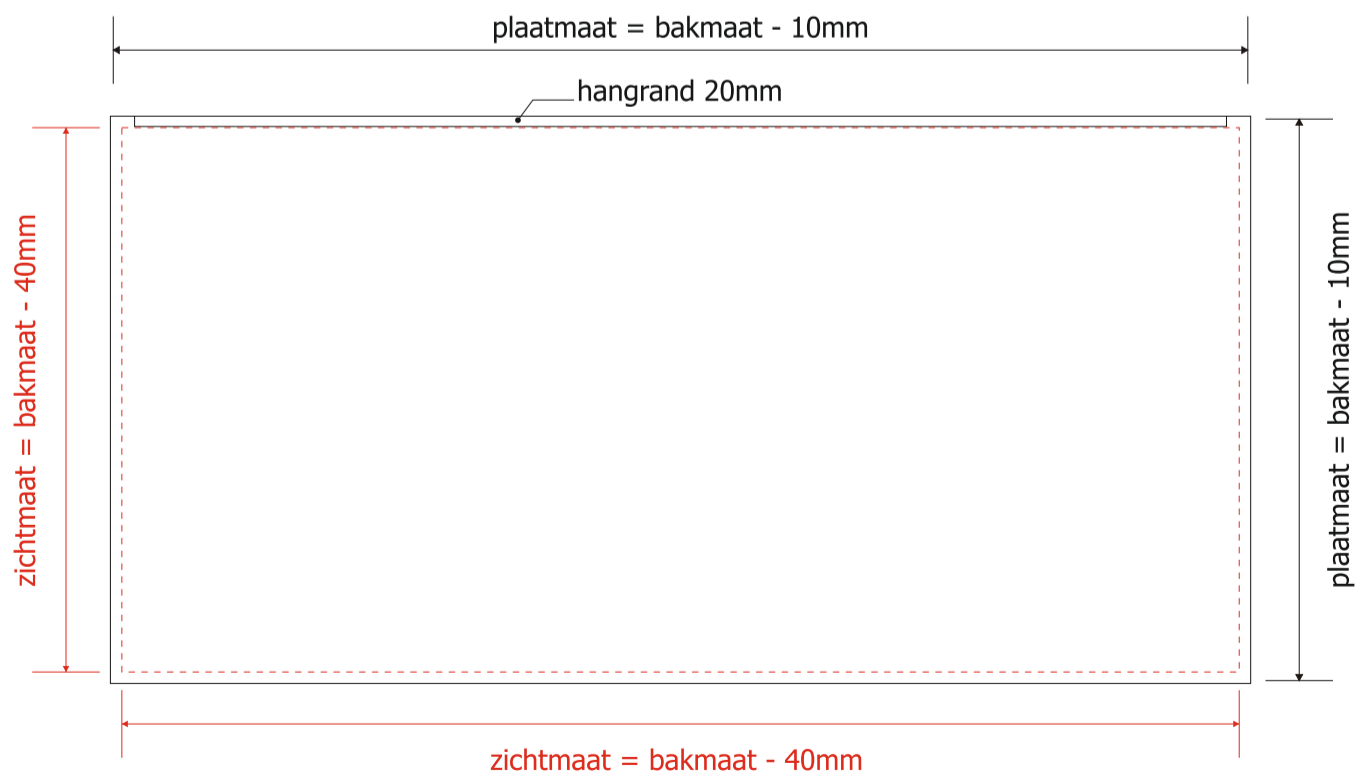 plaatmaat = bakmaat - 10mm
hangrand 20mm
zichtmaat = bakmaat - 40mm
plaatmaat = bakmaat - 10mm
zichtmaat = bakmaat - 40mm